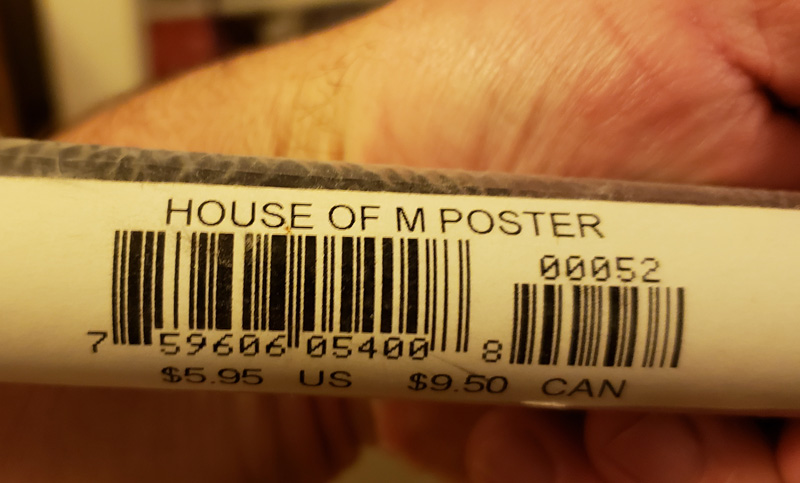 HOUSE OF M POSTER
00052
7 59606 05400 8
$5.95 US $9.50 CAN